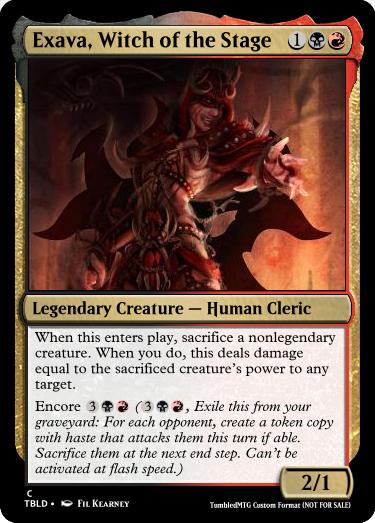 Exava, Witch of the Stage 1
Legendary Creature — Human Cleric
When this enters play, sacrifice a nonlegendary
creature. When you do, this deals damage
equal to the sacrificed creature's power to any
target.
Encore 3 (3, Exile this from your
graveyard: For each opponent, create a token copy
with haste that attacks them this turn if able.
Sacrifice them at the next end step. Can't be
activated at flash speed.)
2/1
C
TBLD • Fil Kearney
TumbledMTG Custom Format (NOT FOR SALE)